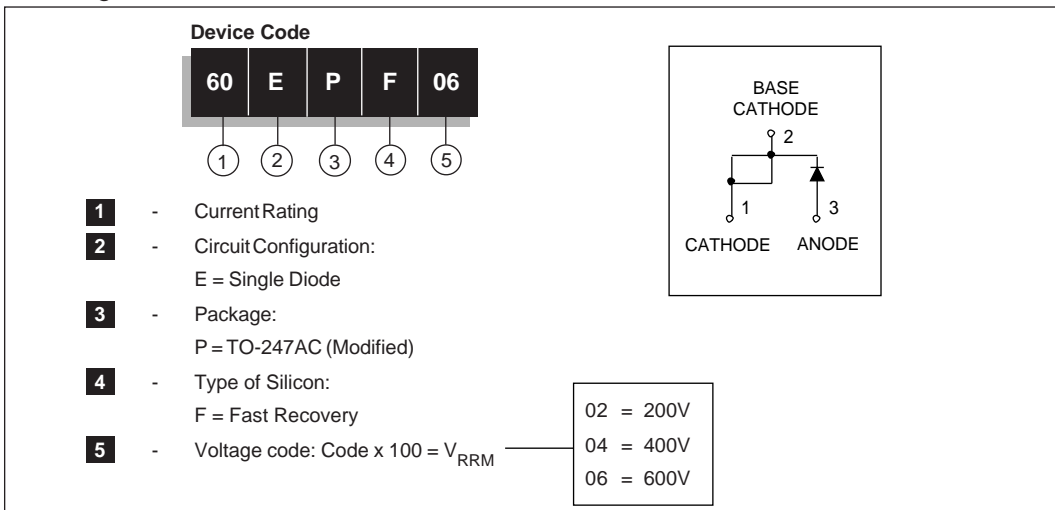 Device Code
60 E P F 06
1 2 3 4 5
1 - Current Rating
2 - Circuit Configuration:
E = Single Diode
3 - Package:
P = TO-247AC (Modified)
4 - Type of Silicon:
F = Fast Recovery
5 - Voltage code: Code x 100 = VRRM
02 = 200V
04 = 400V
06 = 600V
BASE
CATHODE
2
1 3
CATHODE ANODE